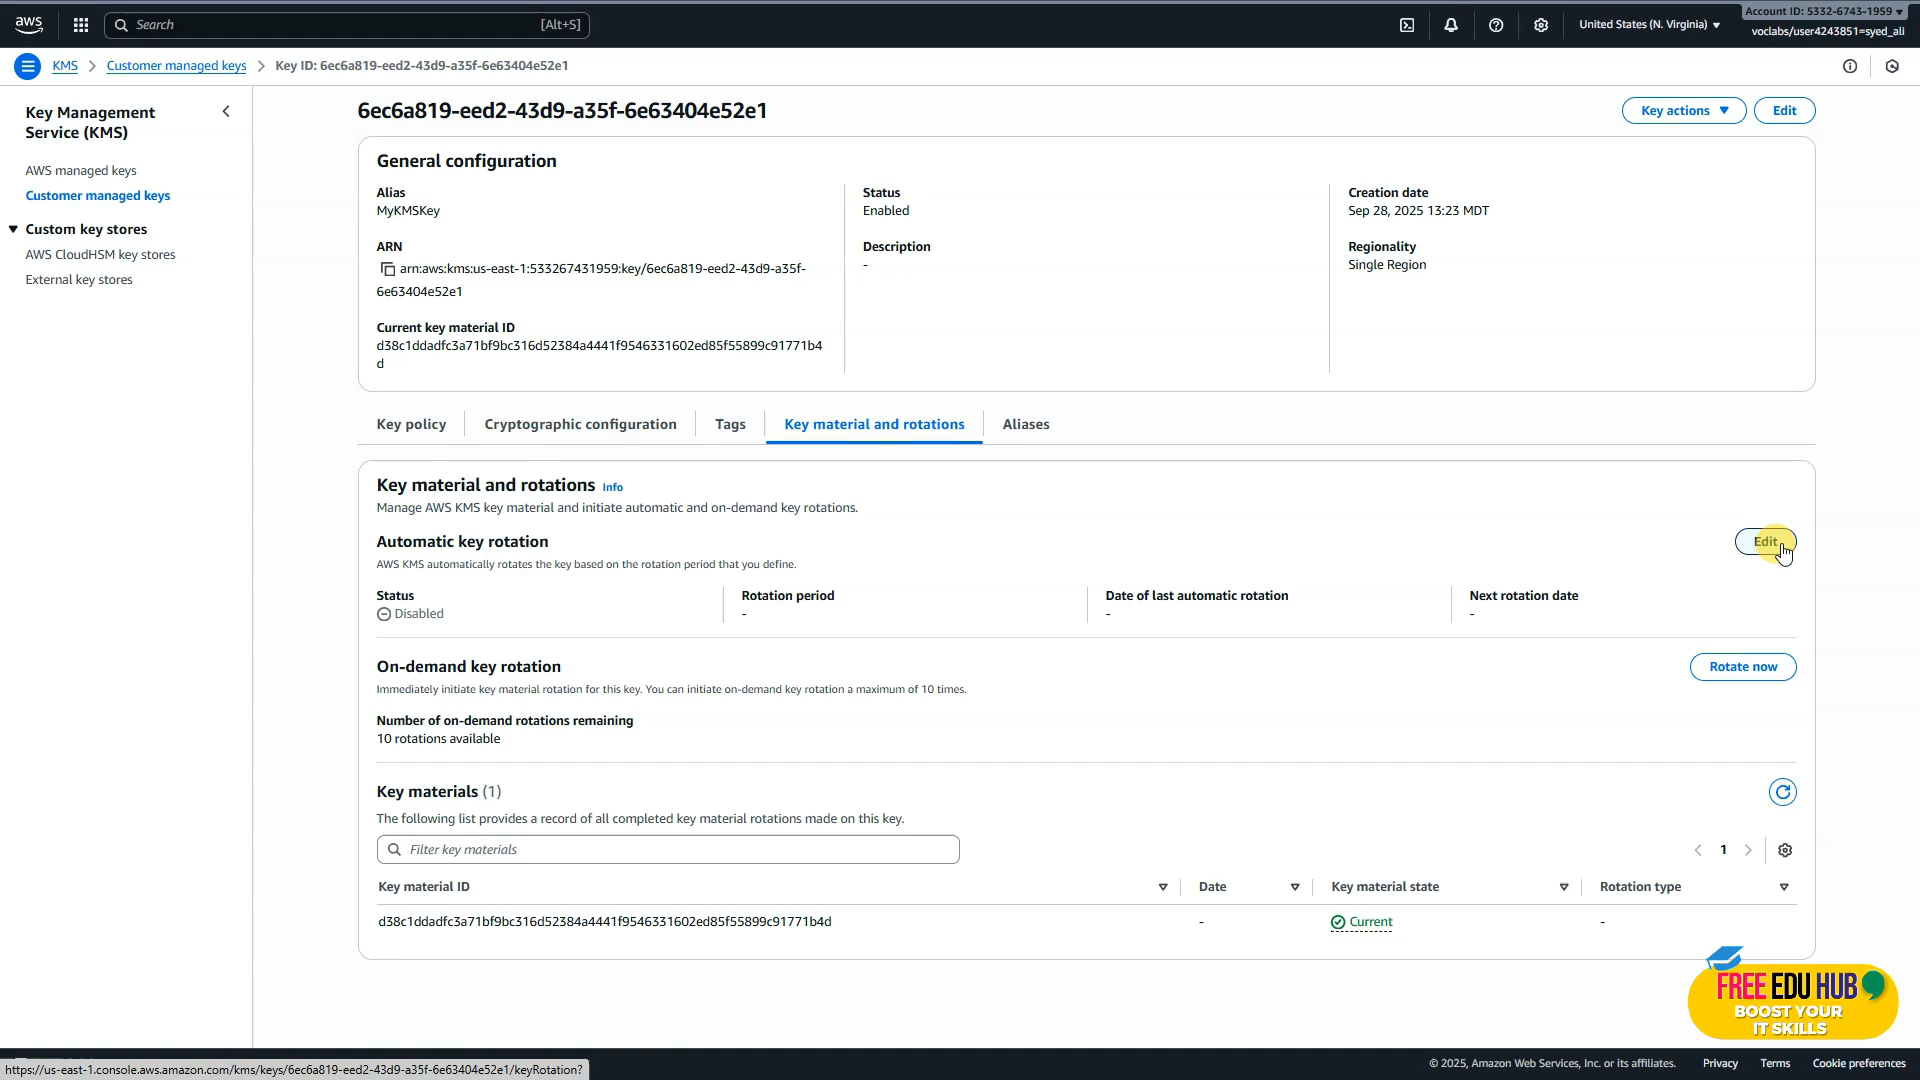 aws
Search
[Alt+S]
United States (N. Virginia)
Account ID: 5332-6743-1959
voclabs/user4243851=syed_ali
KMS
Customer managed keys
Key ID: 6ec6a819-eed2-43d9-a35f-6e63404e52e1
Key Management
Service (KMS)
AWS managed keys
Customer managed keys
Custom key stores
AWS CloudHSM key stores
External key stores
6ec6a819-eed2-43d9-a35f-6e63404e52e1
Key actions
Edit
General configuration
Alias
MyKMSKey
ARN
arn:aws:kms:us-east-1:533267431959:key/6ec6a819-eed2-43d9-a35f-
6e63404e52e1
Current key material ID
d38c1ddadfc3a71bf9bc316d52384a4441f9546331602ed85f55899c91771b4
d
Status
Enabled
Description
-
Creation date
Sep 28, 2025 13:23 MDT
Regionality
Single Region
Key policy
Cryptographic configuration
Tags
Key material and rotations
Aliases
Key material and rotations Info
Manage AWS KMS key material and initiate automatic and on-demand key rotations.
Automatic key rotation
Edit
AWS KMS automatically rotates the key based on the rotation period that you define.
Status
Disabled
Rotation period
-
Date of last automatic rotation
-
Next rotation date
-
On-demand key rotation
Rotate now
Immediately initiate key material rotation for this key. You can initiate on-demand key rotation a maximum of 10 times.
Number of on-demand rotations remaining
10 rotations available
Key materials (1)
The following list provides a record of all completed key material rotations made on this key.
Filter key materials
1
Key material ID
Date
Key material state
Rotation type
d38c1ddadfc3a71bf9bc316d52384a4441f9546331602ed85f55899c91771b4d
-
Current
-
FREE EDU HUB
BOOST YOUR
IT SKILLS
https://us-east-1.console.aws.amazon.com/kms/keys/6ec6a819-eed2-43d9-a35f-6e63404e52e1/keyRotation?
© 2025, Amazon Web Services, Inc. or its affiliates.
Privacy
Terms
Cookie preferences